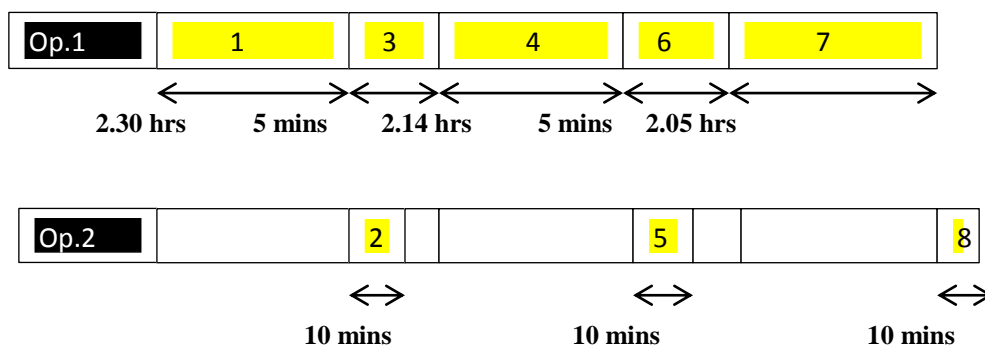 Op.1 1 3 4 6 7
2.30 hrs 5 mins 2.14 hrs 5 mins 2.05 hrs
Op.2 2 5 8
10 mins 10 mins 10 mins